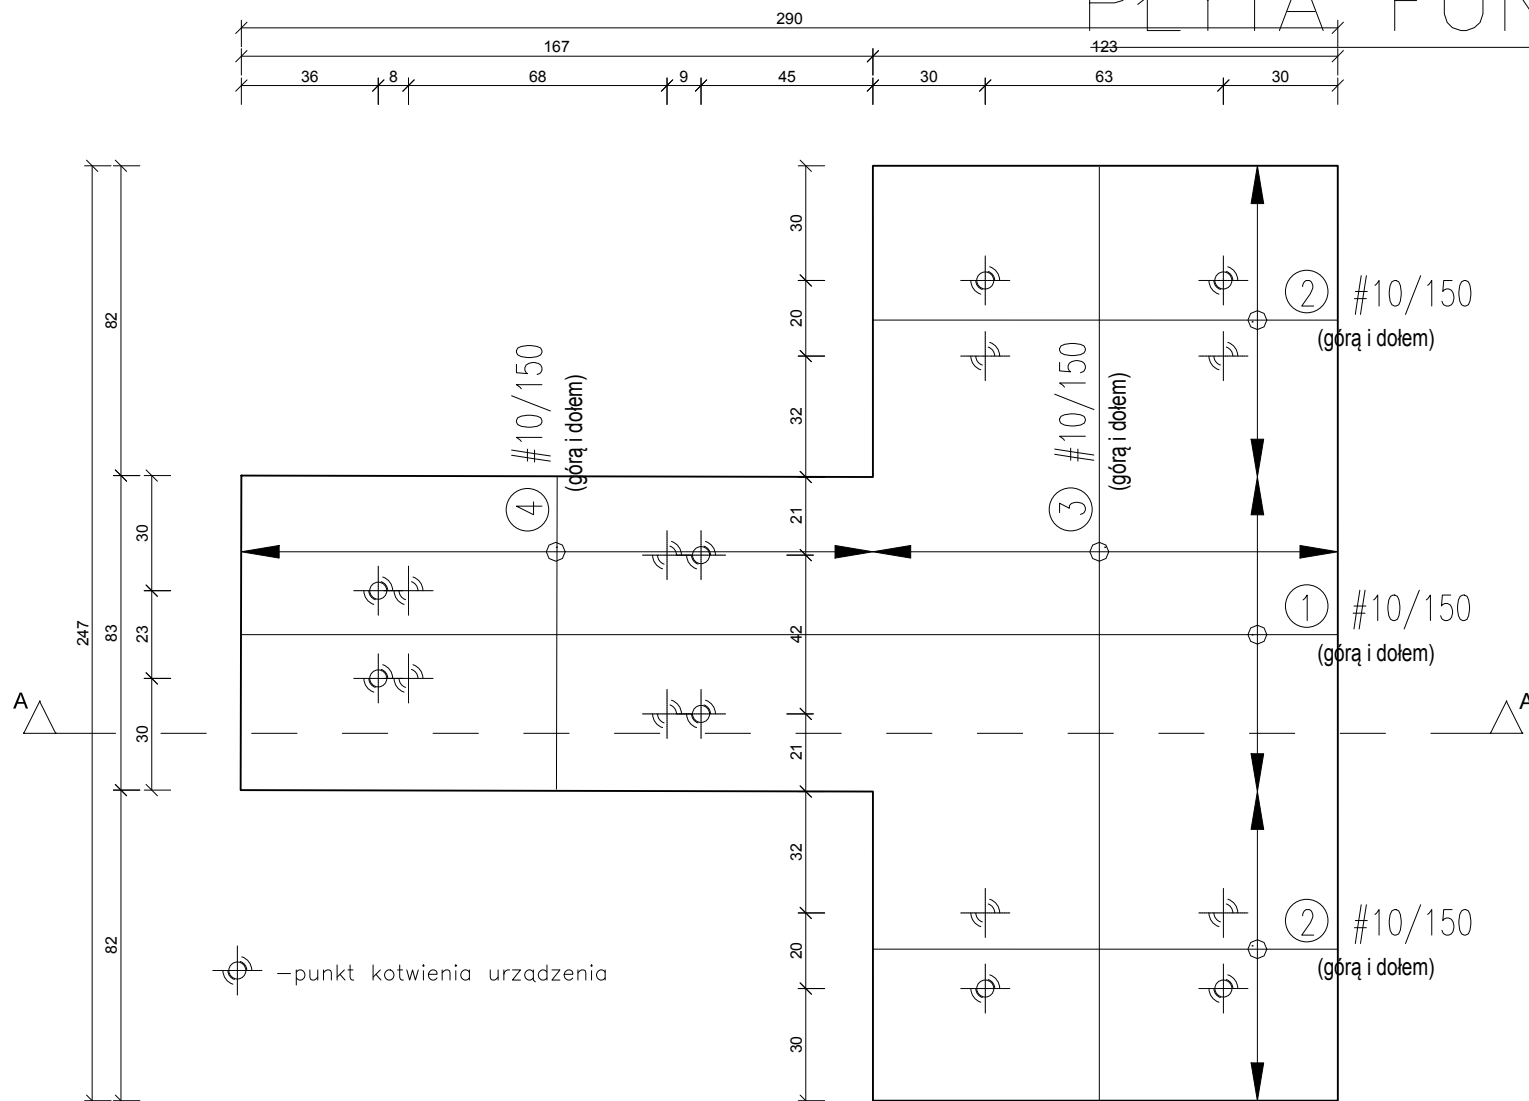 PŁYTA FUN
290
167 123
36 8 68 9 45 30 63 30
30
20
32
21
42
21
32
20
30
247
82
83
82
30
23
30
② #10/150
(górą i dołem)
④ #10/150
(górą i dołem)
③ #10/150
(górą i dołem)
① #10/150
(górą i dołem)
A A
② #10/150
(górą i dołem)
-punkt kotwienia urządzenia